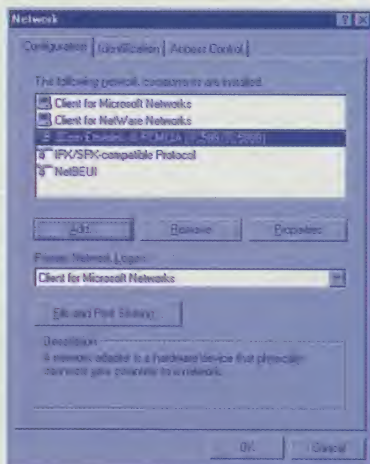 Network
Configuration Identification Access Control
The following network components are installed:
Client for Microsoft Networks
Client for NetWare Networks
IPX/SPX-compatible Protocol
NetBEUI
Add... Remove Properties
Primary Network Logon:
Client for Microsoft Networks
File and Print Sharing...
Description
A network adapter is a hardware device that physically
connects your computer to a network.
OK Cancel